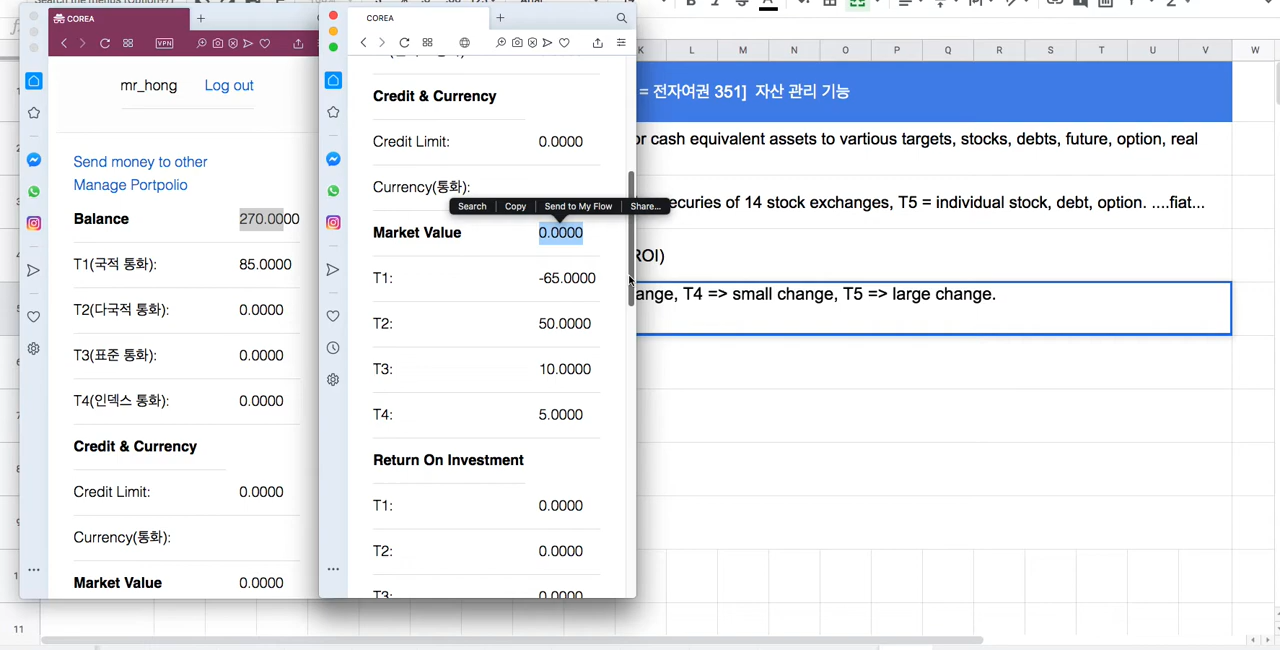 COREA
mr_hong Log out
Send money to other
Manage Portpolio
Balance 270.0000
T1(국적 통화): 85.0000
T2(다국적 통화): 0.0000
T3(표준 통화): 0.0000
T4(인덱스 통화): 0.0000
Credit & Currency
Credit Limit: 0.0000
Currency(통화):
Market Value 0.0000
COREA
VPN
Credit & Currency
Credit Limit: 0.0000
Currency(통화):
Search Copy Send to My Flow Share...
Market Value 0.0000
T1: -65.0000
T2: 50.0000
T3: 10.0000
T4: 5.0000
Return On Investment
T1: 0.0000
T2: 0.0000
T3: 0.0000
K L M N O P Q R S T U V W
= 전자여권 351] 자산 관리 기능
or cash equivalent assets to vartious targets, stocks, debts, future, option, real
ecuries of 14 stock exchanges, T5 = individual stock, debt, option. ....fiat...
ROI)
ange, T4 => small change, T5 => large change.
11